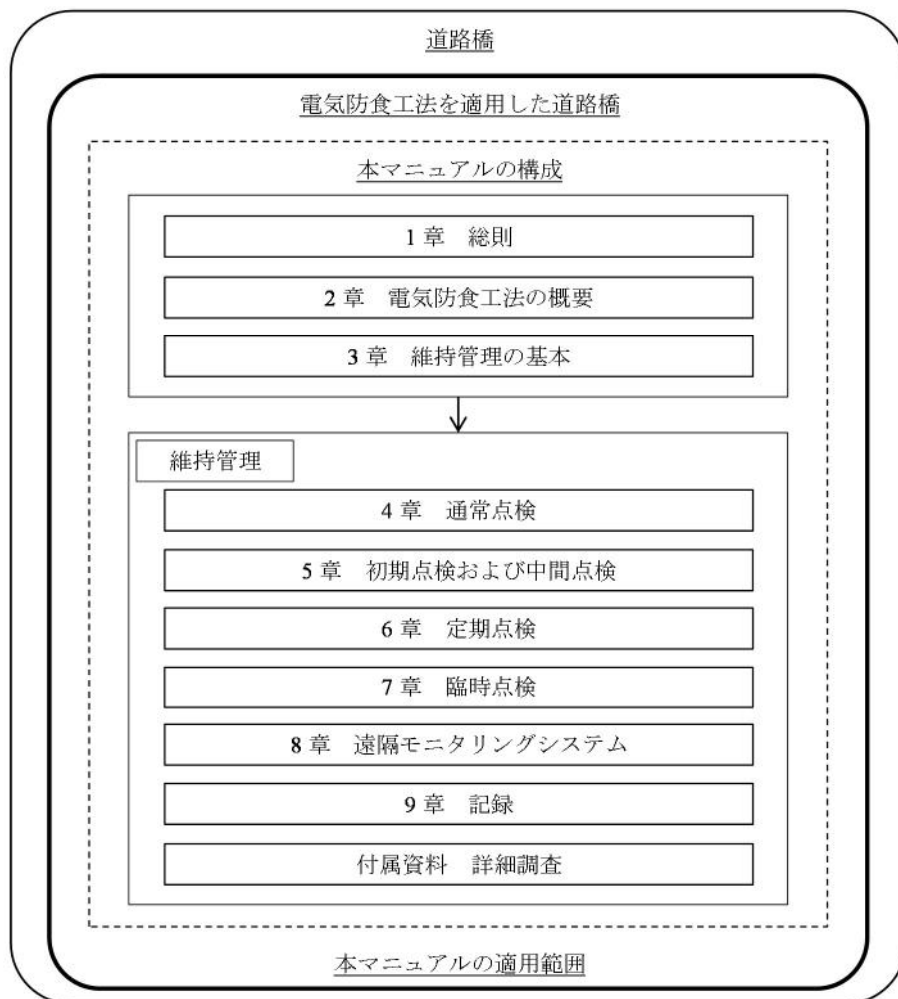 道路橋
電気防食工法を適用した道路橋
本マニュアルの構成
1章 総則
2章 電気防食工法の概要
3章 維持管理の基本
維持管理
4章 通常点検
5章 初期点検および中間点検
6章 定期点検
7章 臨時点検
8章 遠隔モニタリングシステム
9章 記録
付属資料 詳細調査
本マニュアルの適用範囲